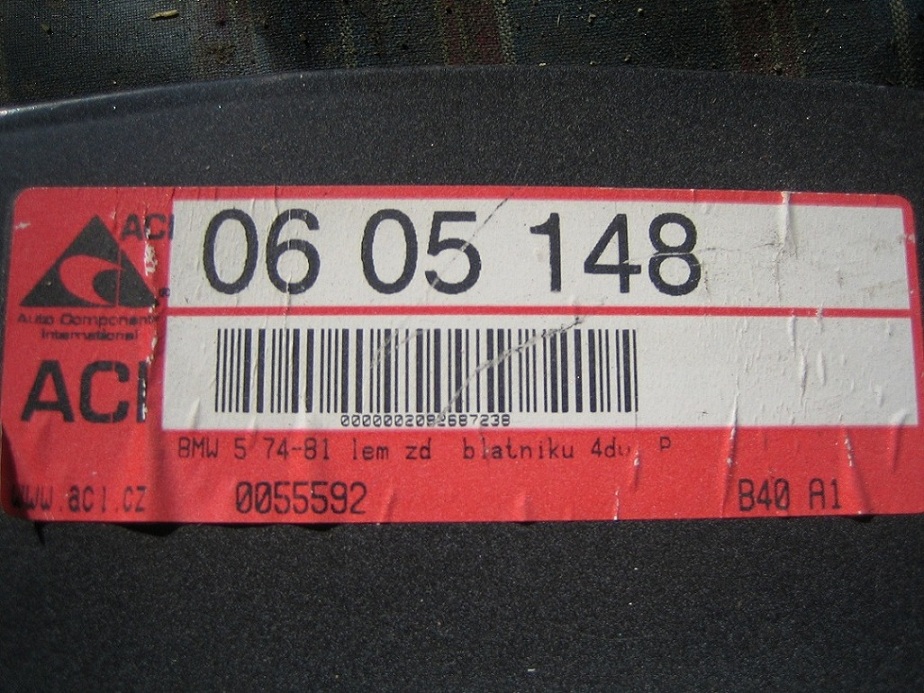 ACI
06 05 148
Auto Components
International
ACI
0000002082687238
BMW 5 74-81 lem zd blatniku 4dv. P
www.aci.cz 0055592 B40 A1